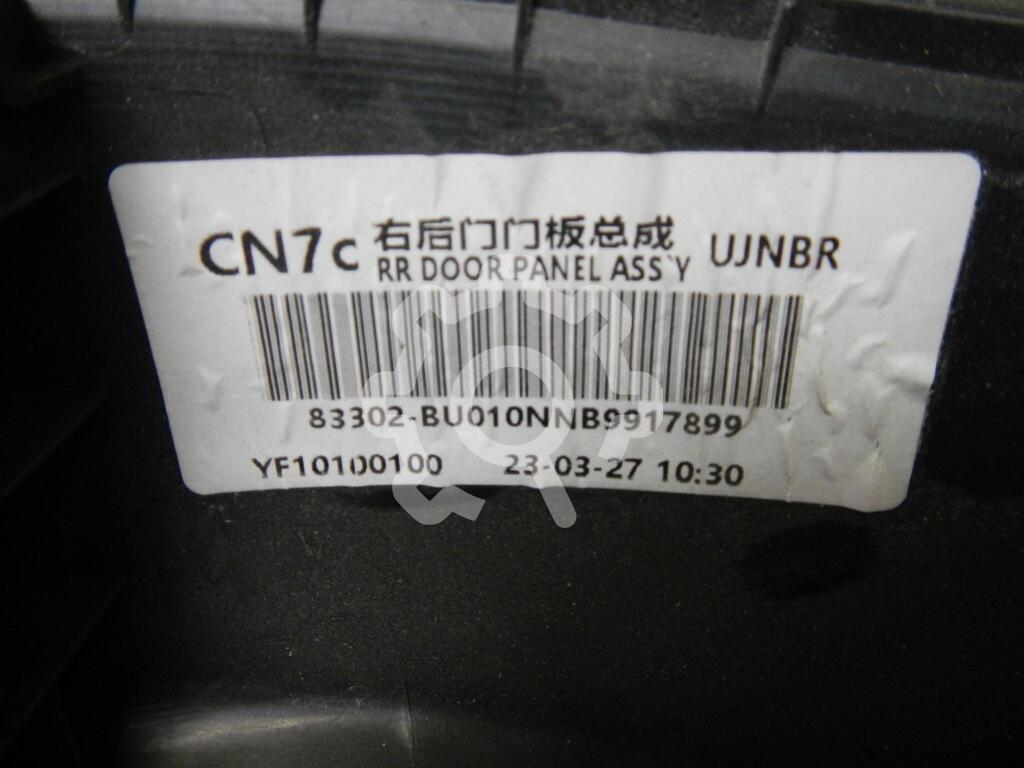 CN7c 右后门门板总成 UJNBR
RR DOOR PANEL ASS`Y
83302-BU010NNB9917899
YF10100100 23-03-27 10:30